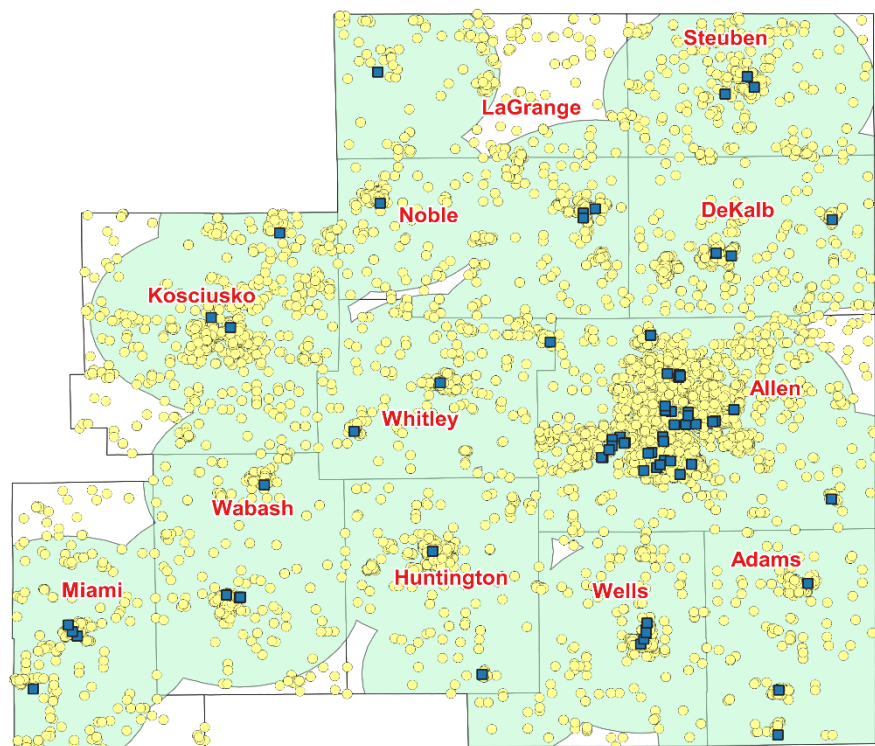 Steuben
LaGrange
Noble
DeKalb
Kosciusko
Allen
Whitley
Wabash
Adams
Miami
Huntington
Wells